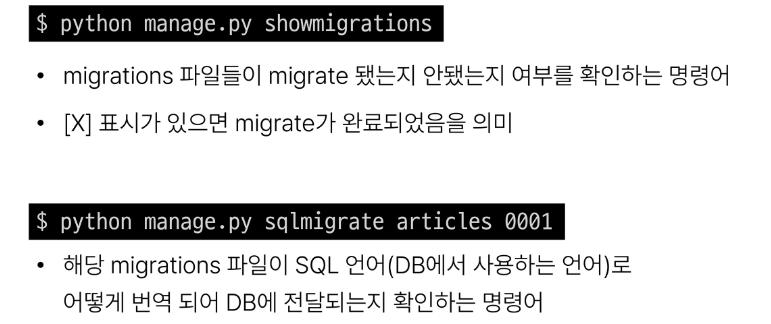 $ python manage.py showmigrations
• migrations 파일들이 migrate 됐는지 안됐는지 여부를 확인하는 명령어
• [X] 표시가 있으면 migrate가 완료되었음을 의미
$ python manage.py sqlmigrate articles 0001
• 해당 migrations 파일이 SQL 언어(DB에서 사용하는 언어)로
어떻게 번역 되어 DB에 전달되는지 확인하는 명령어